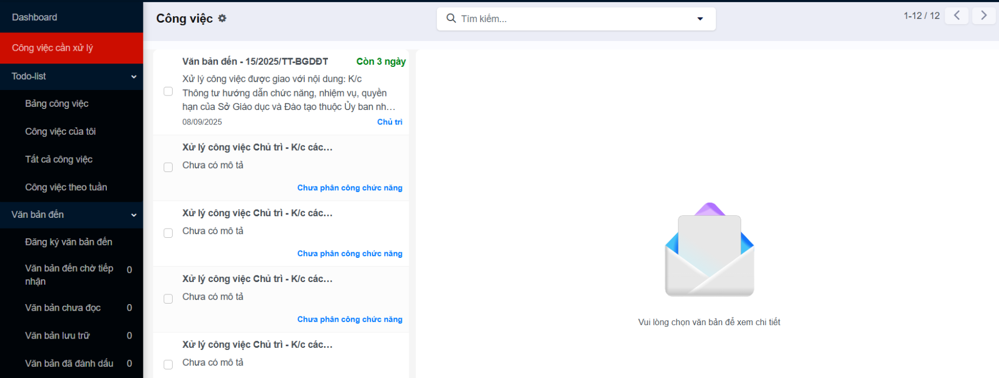 Dashboard
Công việc cần xử lý
Todo-list
Bảng công việc
Công việc của tôi
Tất cả công việc
Công việc theo tuần
Văn bản đến
Đăng ký văn bản đến
Văn bản đến chờ tiếp
nhận
0
Văn bản chưa đọc
0
Văn bản lưu trữ
0
Văn bản đã đánh dấu
0
Công việc
Tìm kiếm...
1-12 / 12
Văn bản đến - 15/2025/TT-BGDĐT
Còn 3 ngày
Xử lý công việc được giao với nội dung: K/c
Thông tư hướng dẫn chức năng, nhiệm vụ, quyền
hạn của Sở Giáo dục và Đào tạo thuộc Ủy ban nh...
08/09/2025
Chủ trì
Xử lý công việc Chủ trì - K/c các...
Chưa có mô tả
Chưa phân công chức năng
Xử lý công việc Chủ trì - K/c các...
Chưa có mô tả
Chưa phân công chức năng
Xử lý công việc Chủ trì - K/c các...
Chưa có mô tả
Chưa phân công chức năng
Xử lý công việc Chủ trì - K/c các...
Chưa có mô tả
Vui lòng chọn văn bản để xem chi tiết